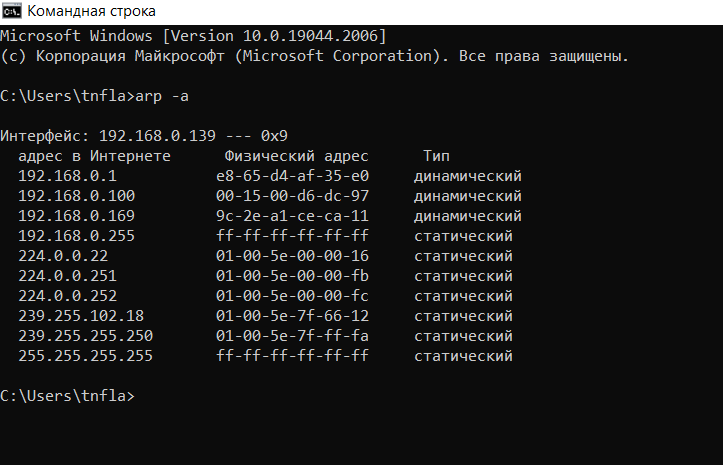 Командная строка
Microsoft Windows [Version 10.0.19044.2006]
(c) Корпорация Майкрософт (Microsoft Corporation). Все права защищены.
C:\Users\tnfla>arp -a
Интерфейс: 192.168.0.139 --- 0x9
адрес в Интернете Физический адрес Тип
192.168.0.1 e8-65-d4-af-35-e0 динамический
192.168.0.100 00-15-00-d6-dc-97 динамический
192.168.0.169 9c-2e-a1-ce-ca-11 динамический
192.168.0.255 ff-ff-ff-ff-ff-ff статический
224.0.0.22 01-00-5e-00-00-16 статический
224.0.0.251 01-00-5e-00-00-fb статический
224.0.0.252 01-00-5e-00-00-fc статический
239.255.102.18 01-00-5e-7f-66-12 статический
239.255.255.250 01-00-5e-7f-ff-fa статический
255.255.255.255 ff-ff-ff-ff-ff-ff статический
C:\Users\tnfla>